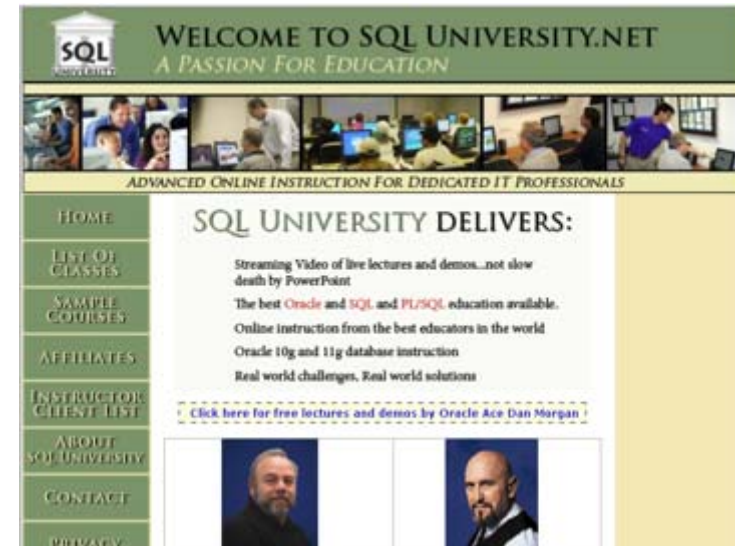 SQL
UNIVERSITY
WELCOME TO SQL UNIVERSITY.NET
A PASSION FOR EDUCATION
ADVANCED ONLINE INSTRUCTION FOR DEDICATED IT PROFESSIONALS
HOME
LIST OF
CLASSES
SAMPLE
COURSES
AFFILIATES
INSTRUCTOR
CLIENT LIST
ABOUT
SQL UNIVERSITY
CONTACT
PRIVACY
SQL UNIVERSITY DELIVERS:
Streaming Video of live lectures and demos...not slow
death by PowerPoint
The best Oracle and SQL and PL/SQL education available.
Online instruction from the best educators in the world
Oracle 10g and 11g database instruction
Real world challenges, Real world solutions
Click here for free lectures and demos by Oracle Ace Dan Morgan